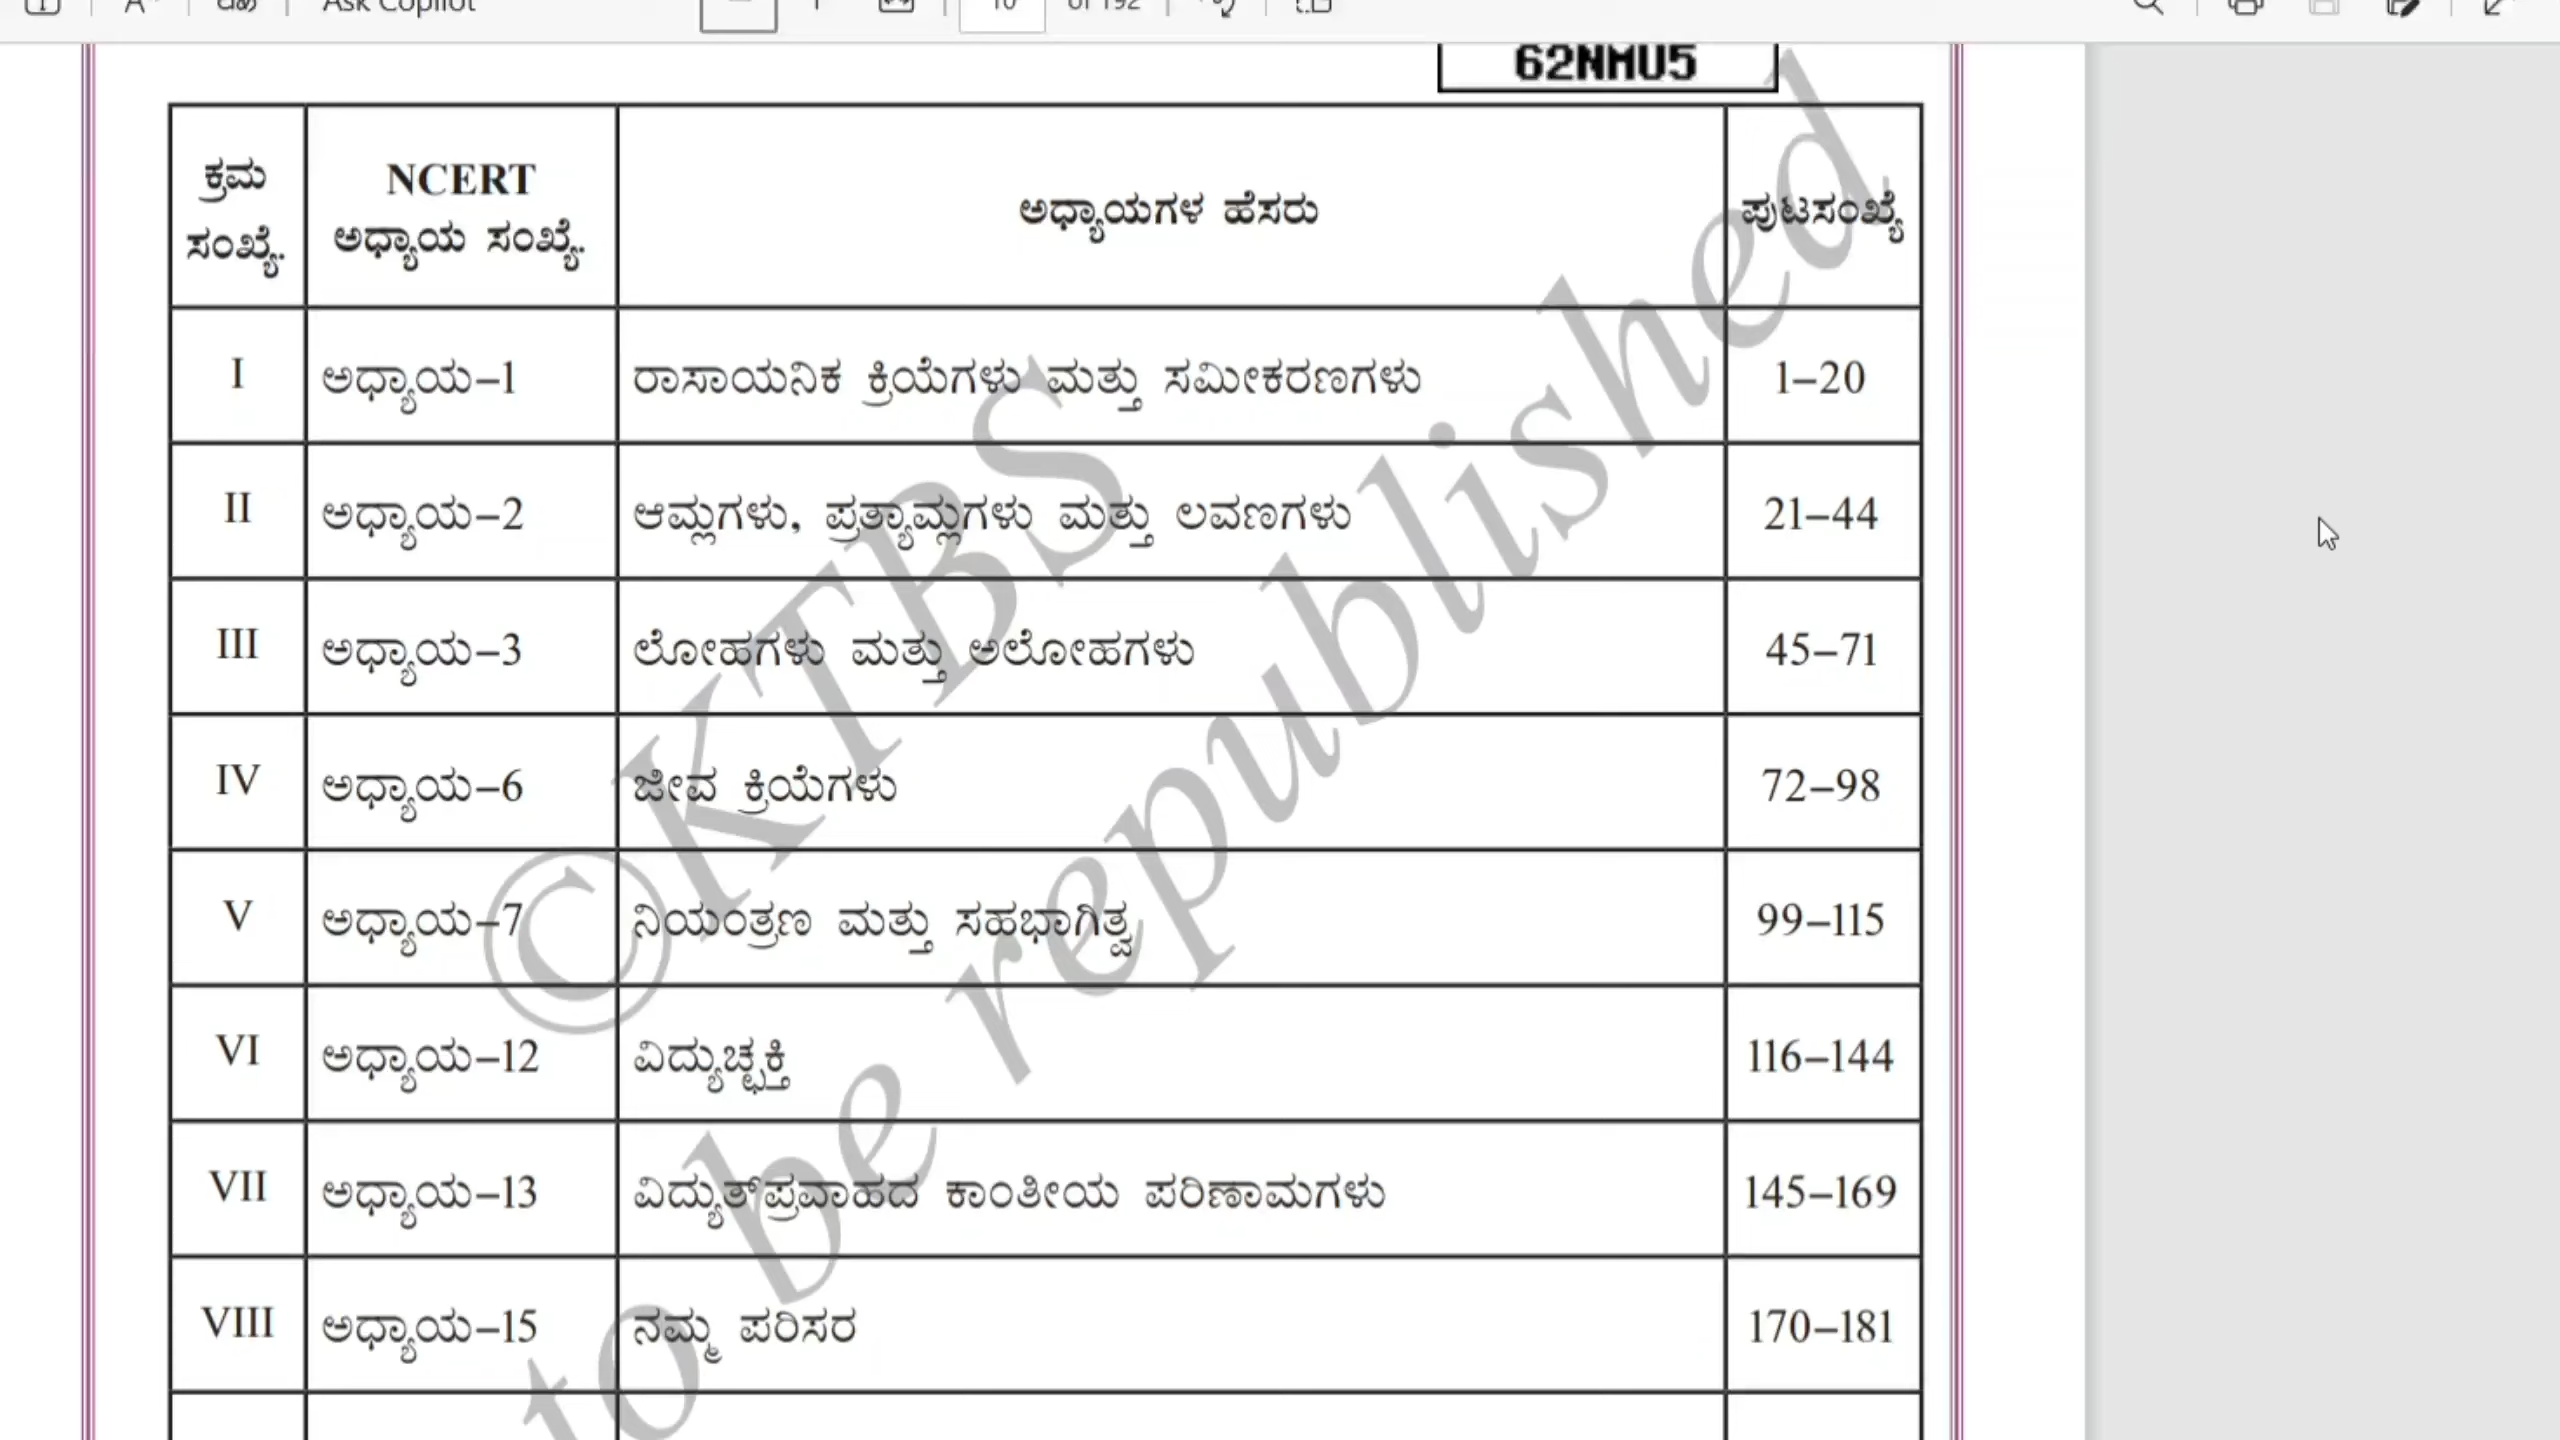 Ask Copilot
of 192
62NMU5
ಕ್ರಮ ಸಂಖ್ಯೆ. NCERT ಅಧ್ಯಾಯ ಸಂಖ್ಯೆ. ಅಧ್ಯಾಯಗಳ ಹೆಸರು ಪುಟಸಂಖ್ಯೆ
I ಅಧ್ಯಾಯ–1 ರಾಸಾಯನಿಕ ಕ್ರಿಯೆಗಳು ಮತ್ತು ಸಮೀಕರಣಗಳು 1–20
II ಅಧ್ಯಾಯ–2 ಆಮ್ಲಗಳು, ಪ್ರತ್ಯಾಮ್ಲಗಳು ಮತ್ತು ಲವಣಗಳು 21–44
III ಅಧ್ಯಾಯ–3 ಲೋಹಗಳು ಮತ್ತು ಅಲೋಹಗಳು 45–71
IV ಅಧ್ಯಾಯ–6 ಜೀವ ಕ್ರಿಯೆಗಳು 72–98
V ಅಧ್ಯಾಯ–7 ನಿಯಂತ್ರಣ ಮತ್ತು ಸಹಭಾಗಿತ್ವ 99–115
VI ಅಧ್ಯಾಯ–12 ವಿದ್ಯುಚ್ಛಕ್ತಿ 116–144
VII ಅಧ್ಯಾಯ–13 ವಿದ್ಯುತ್‌ಪ್ರವಾಹದ ಕಾಂತೀಯ ಪರಿಣಾಮಗಳು 145–169
VIII ಅಧ್ಯಾಯ–15 ನಮ್ಮ ಪರಿಸರ 170–181
©KTBS
to be republished